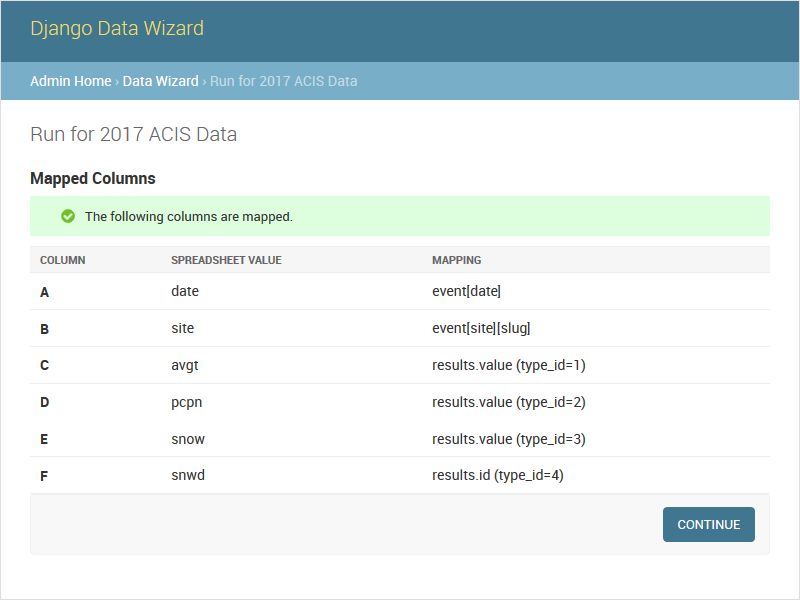 Django Data Wizard
Admin Home › Data Wizard › Run for 2017 ACIS Data
Run for 2017 ACIS Data
Mapped Columns
The following columns are mapped.
COLUMN SPREADSHEET VALUE MAPPING
A date event[date]
B site event[site][slug]
C avgt results.value (type_id=1)
D pcpn results.value (type_id=2)
E snow results.value (type_id=3)
F snwd results.id (type_id=4)
CONTINUE